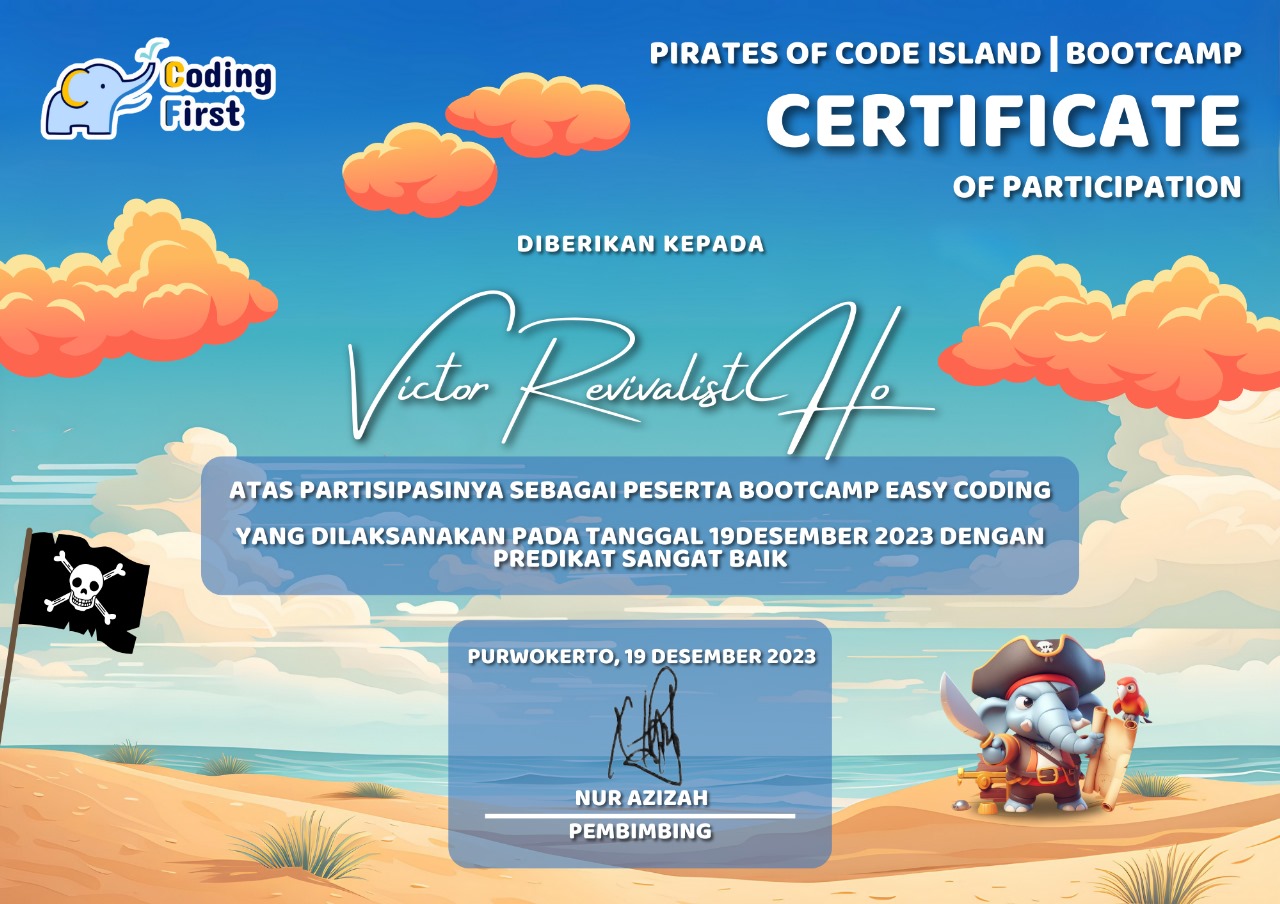 Coding
First
PIRATES OF CODE ISLAND | BOOTCAMP
CERTIFICATE
OF PARTICIPATION
DIBERIKAN KEPADA
Victor Revivalist Ho
ATAS PARTISIPASINYA SEBAGAI PESERTA BOOTCAMP EASY CODING
YANG DILAKSANAKAN PADA TANGGAL 19DESEMBER 2023 DENGAN
PREDIKAT SANGAT BAIK
PURWOKERTO, 19 DESEMBER 2023
NUR AZIZAH
PEMBIMBING